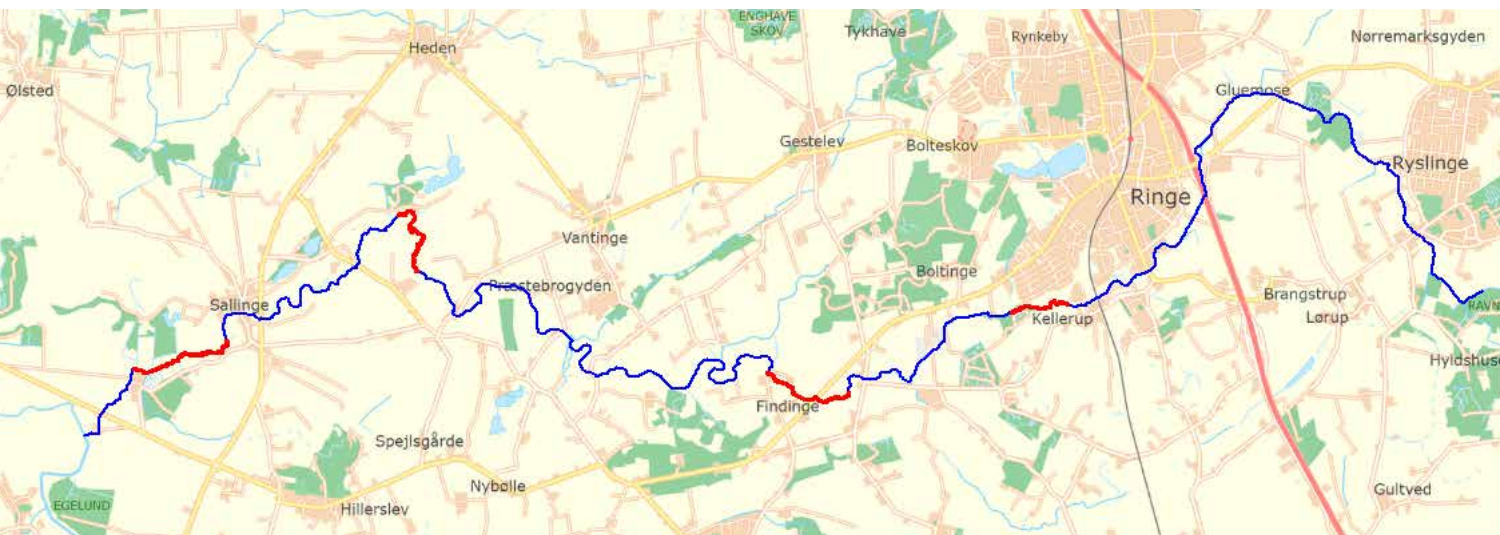 ENGHAVE
SKOV
Tykhave
Rynkeby
Nørremarksgyden
Heden
Ølsted
Gluemose
Gestelev
Bolteskov
Ryslinge
Ringe
Vantinge
Boltinge
Præstebrogyden
Sallinge
Brangstrup
Lørup
RAVN
Kellerup
Hyldshuse
Findinge
Spejlsgårde
Nybølle
Gultved
EGELUND
Hillerslev